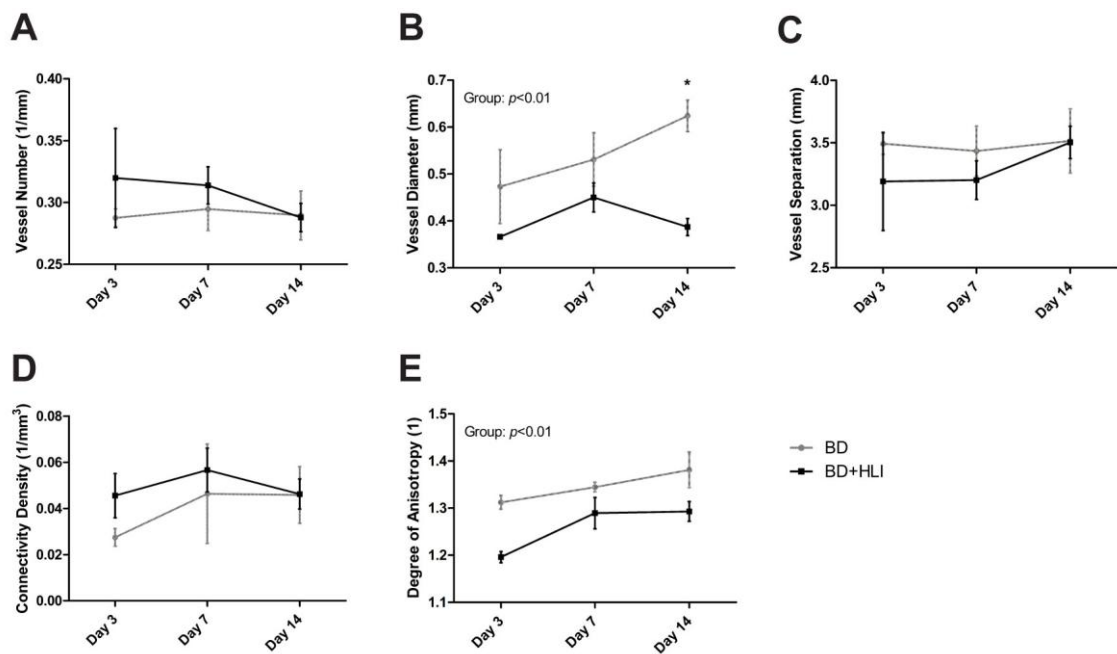 A
Vessel Number (1/mm)
0.40
0.35
0.30
0.25
Day 3
Day 7
Day 14
B
Vessel Diameter (mm)
0.7
0.6
0.5
0.4
0.3
Group: p<0.01
*
Day 3
Day 7
Day 14
C
Vessel Separation (mm)
4.0
3.5
3.0
2.5
Day 3
Day 7
Day 14
D
Connectivity Density (1/mm³)
0.08
0.06
0.04
0.02
0.00
Day 3
Day 7
Day 14
E
Degree of Anisotropy (1)
1.5
1.4
1.3
1.2
1.1
Group: p<0.01
Day 3
Day 7
Day 14
BD
BD+HLI